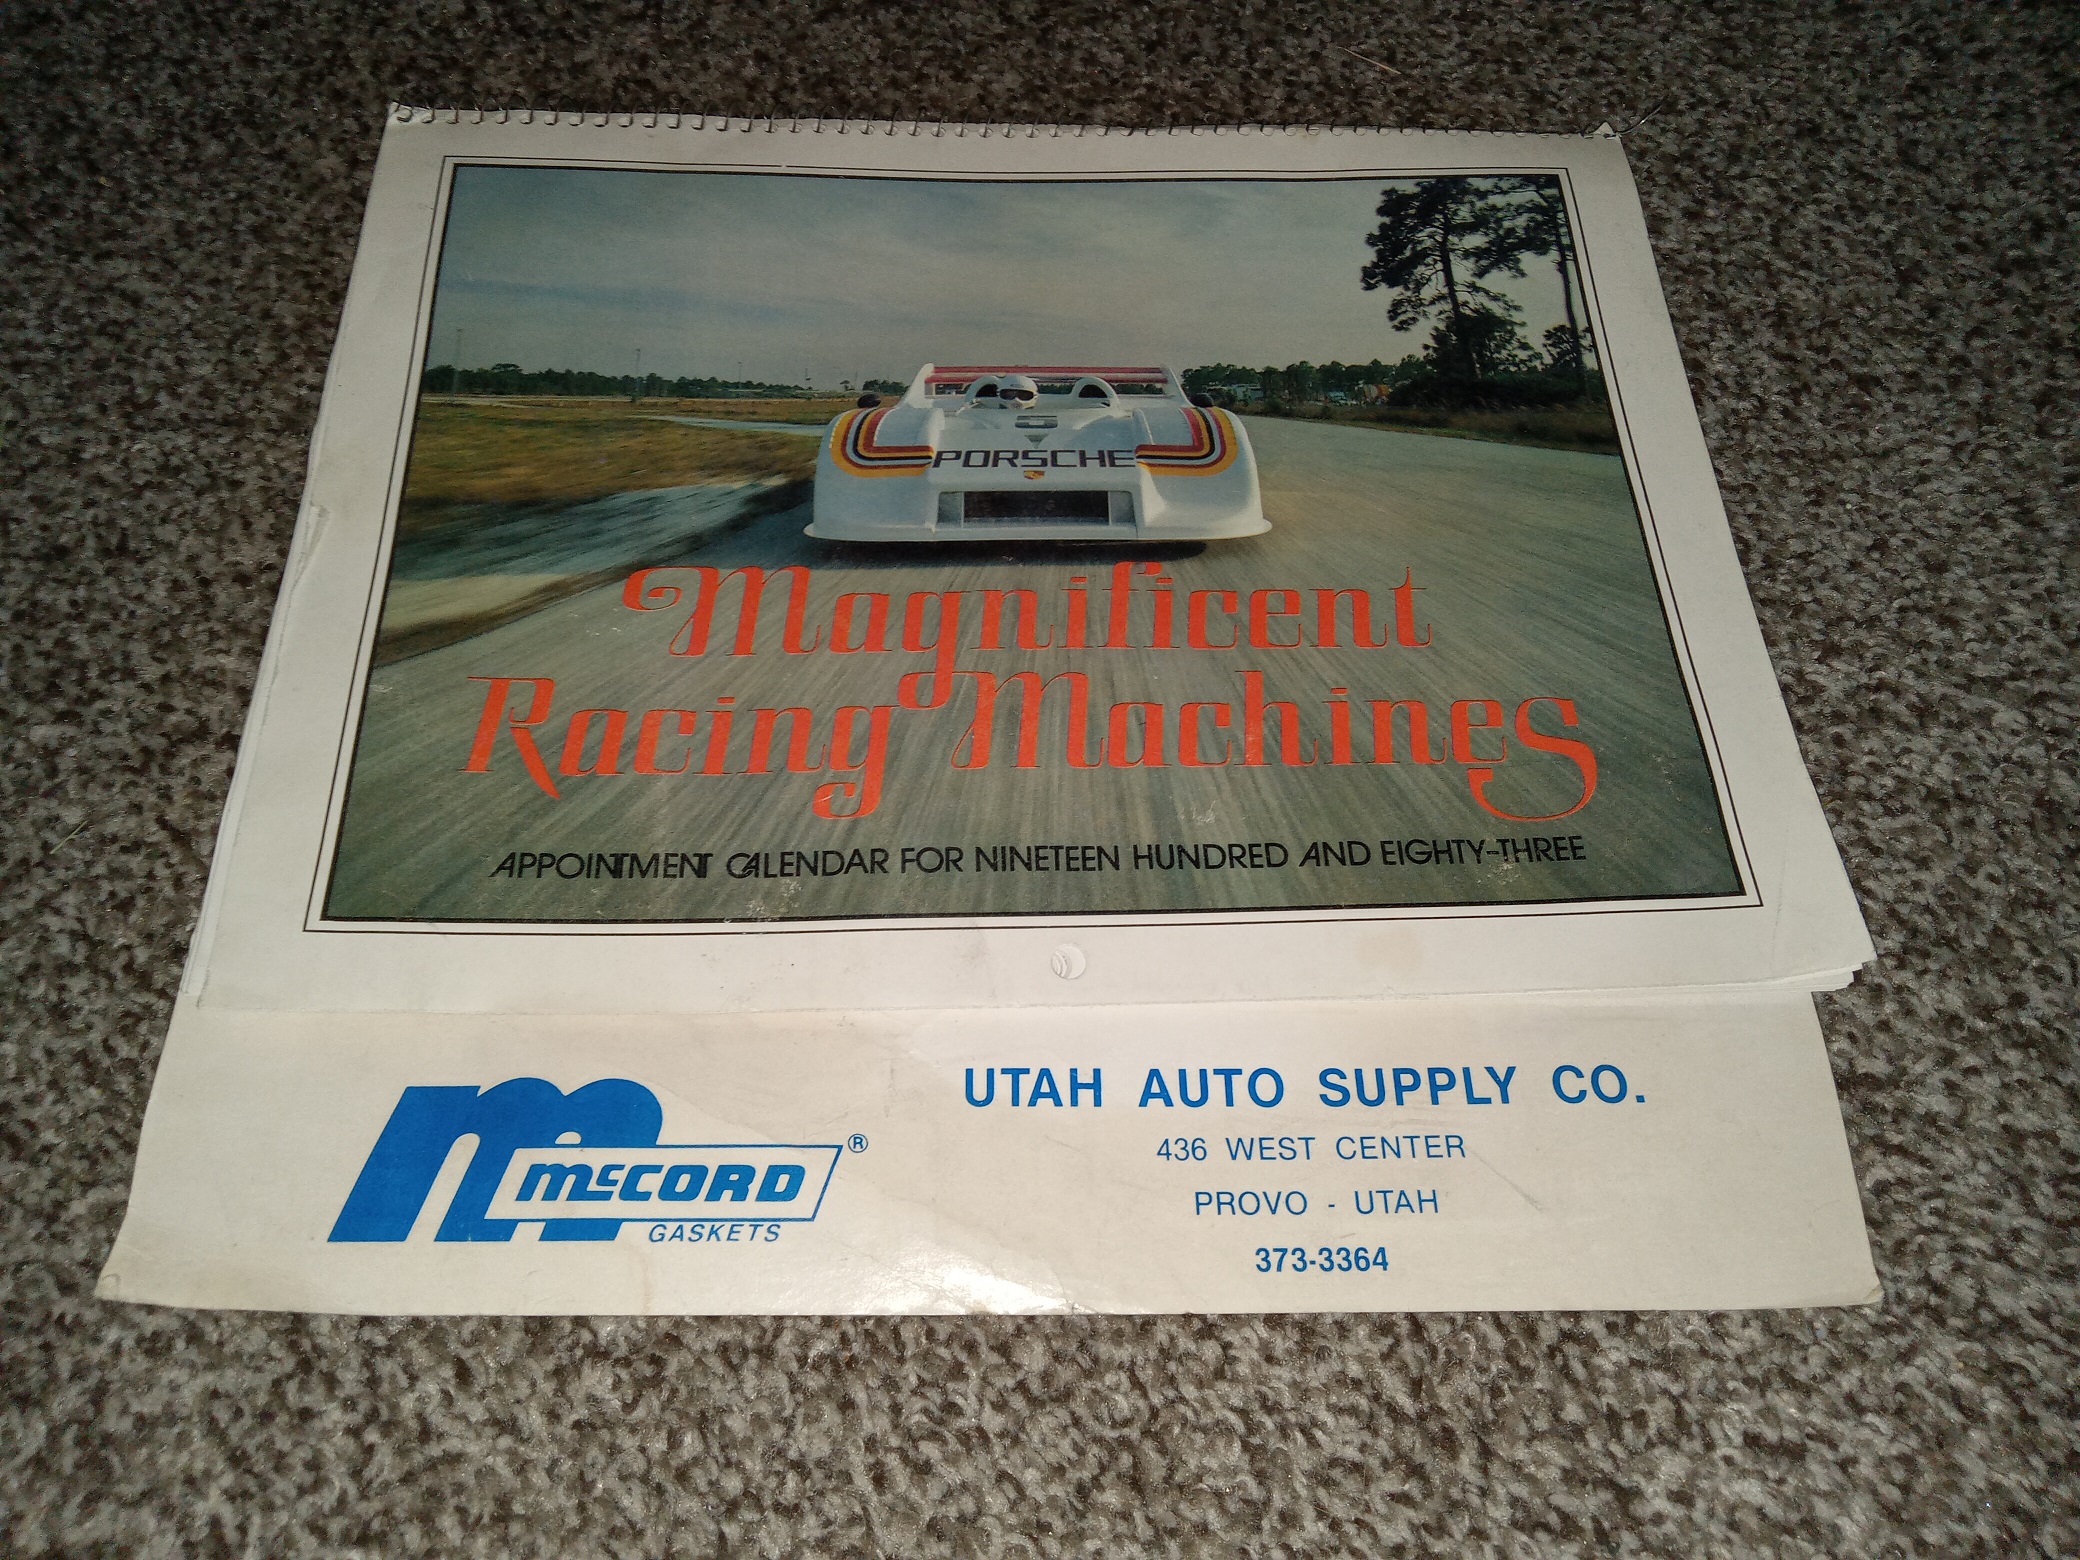 PORSCHE
Magnificent
Racing Machines
APPOINTMENT CALENDAR FOR NINETEEN HUNDRED AND EIGHTY-THREE
McCORD ®
GASKETS
UTAH AUTO SUPPLY CO.
436 WEST CENTER
PROVO - UTAH
373-3364